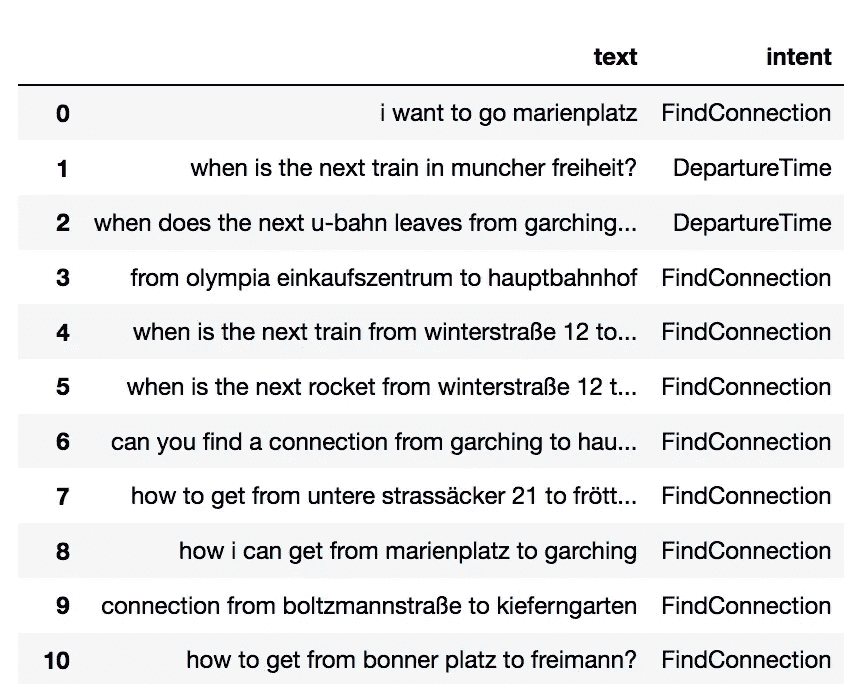 text intent
0 i want to go marienplatz FindConnection
1 when is the next train in muncher freiheit? DepartureTime
2 when does the next u-bahn leaves from garching... DepartureTime
3 from olympia einkaufszentrum to hauptbahnhof FindConnection
4 when is the next train from winterstraße 12 to... FindConnection
5 when is the next rocket from winterstraße 12 t... FindConnection
6 can you find a connection from garching to hau... FindConnection
7 how to get from untere strassäcker 21 to frött... FindConnection
8 how i can get from marienplatz to garching FindConnection
9 connection from boltzmannstraße to kieferngarten FindConnection
10 how to get from bonner platz to freimann? FindConnection